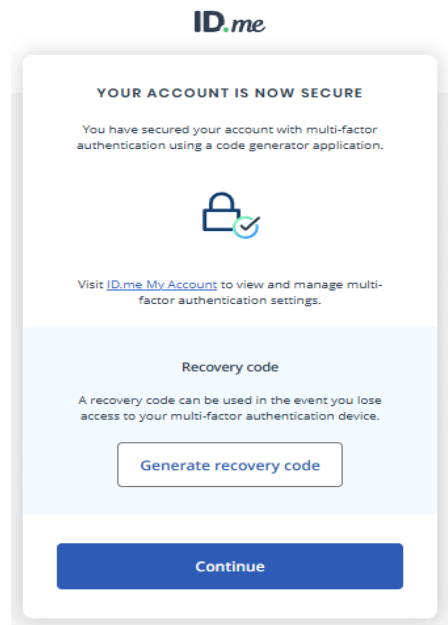 ID.me
YOUR ACCOUNT IS NOW SECURE
You have secured your account with multi-factor
authentication using a code generator application.
Visit ID.me My Account to view and manage multi-
factor authentication settings.
Recovery code
A recovery code can be used in the event you lose
access to your multi-factor authentication device.
Generate recovery code
Continue